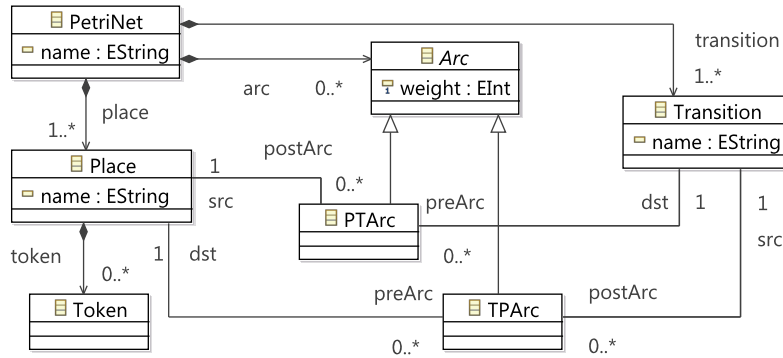 PetriNet
name : EString
transition
1..*
Arc
weight : EInt
arc
0..*
place
1..*
Transition
name : EString
Place
name : EString
1
src
postArc
0..*
PTArc
preArc
0..*
dst
1
1
src
token
0..*
1
dst
Token
preArc
0..*
TPArc
postArc
0..*